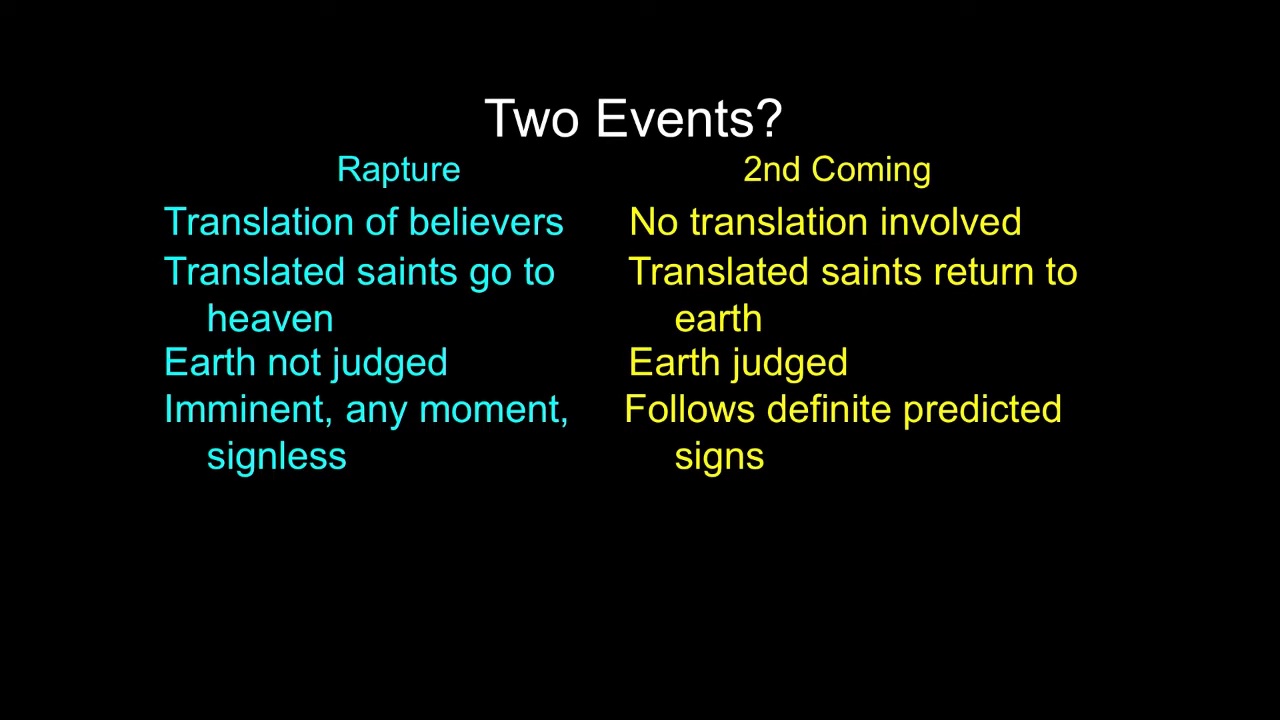 Two Events?
Rapture 2nd Coming
Translation of believers No translation involved
Translated saints go to Translated saints return to
heaven earth
Earth not judged Earth judged
Imminent, any moment, Follows definite predicted
signless signs